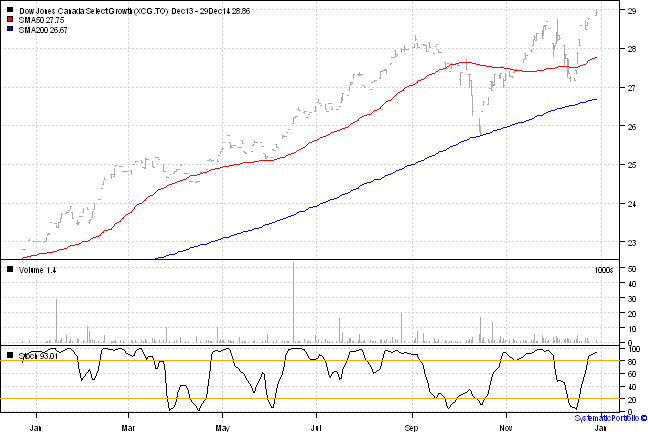 Dow Jones Canada Select Growth (XCG.TO) Dec13 - 29Dec14 28.86
SMA50 27.75
SMA200 26.67
29
28
27
26
25
24
23
Volume 1.4
1000s
50
40
30
20
10
0
Stoch 93.01
100
80
60
40
20
0
Jan Mar May Jul Sep Nov Jan
SystematicPortfolio ©